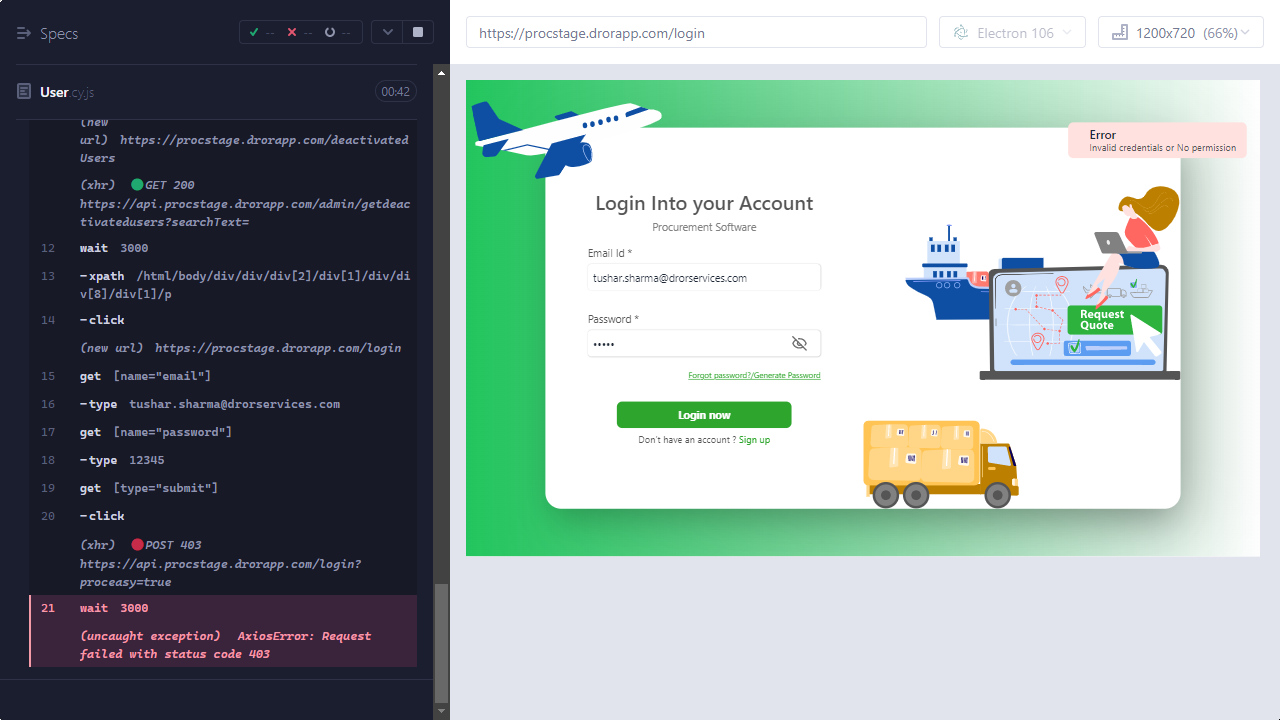 Specs
-- -- --
User.cy.js 00:42
(new
url) https://procstage.drorapp.com/deactivated
Users
(xhr) GET 200
https://api.procstage.drorapp.com/admin/getdeac
tivatedusers?searchText=
12 wait 3000
13 -xpath /html/body/div/div/div[2]/div[1]/div/di
v[8]/div[1]/p
14 -click
(new url) https://procstage.drorapp.com/login
15 get [name="email"]
16 -type tushar.sharma@drorservices.com
17 get [name="password"]
18 -type 12345
19 get [type="submit"]
20 -click
(xhr) POST 403
https://api.procstage.drorapp.com/login?
proceasy=true
21 wait 3000
(uncaught exception) AxiosError: Request
failed with status code 403
https://procstage.drorapp.com/login
Electron 106
1200x720 (66%)
Error
Invalid credentials or No permission
Login Into your Account
Procurement Software
Email Id *
tushar.sharma@drorservices.com
Password *
•••••
Forgot password?/Generate Password
Login now
Don't have an account ? Sign up
Request
Quote